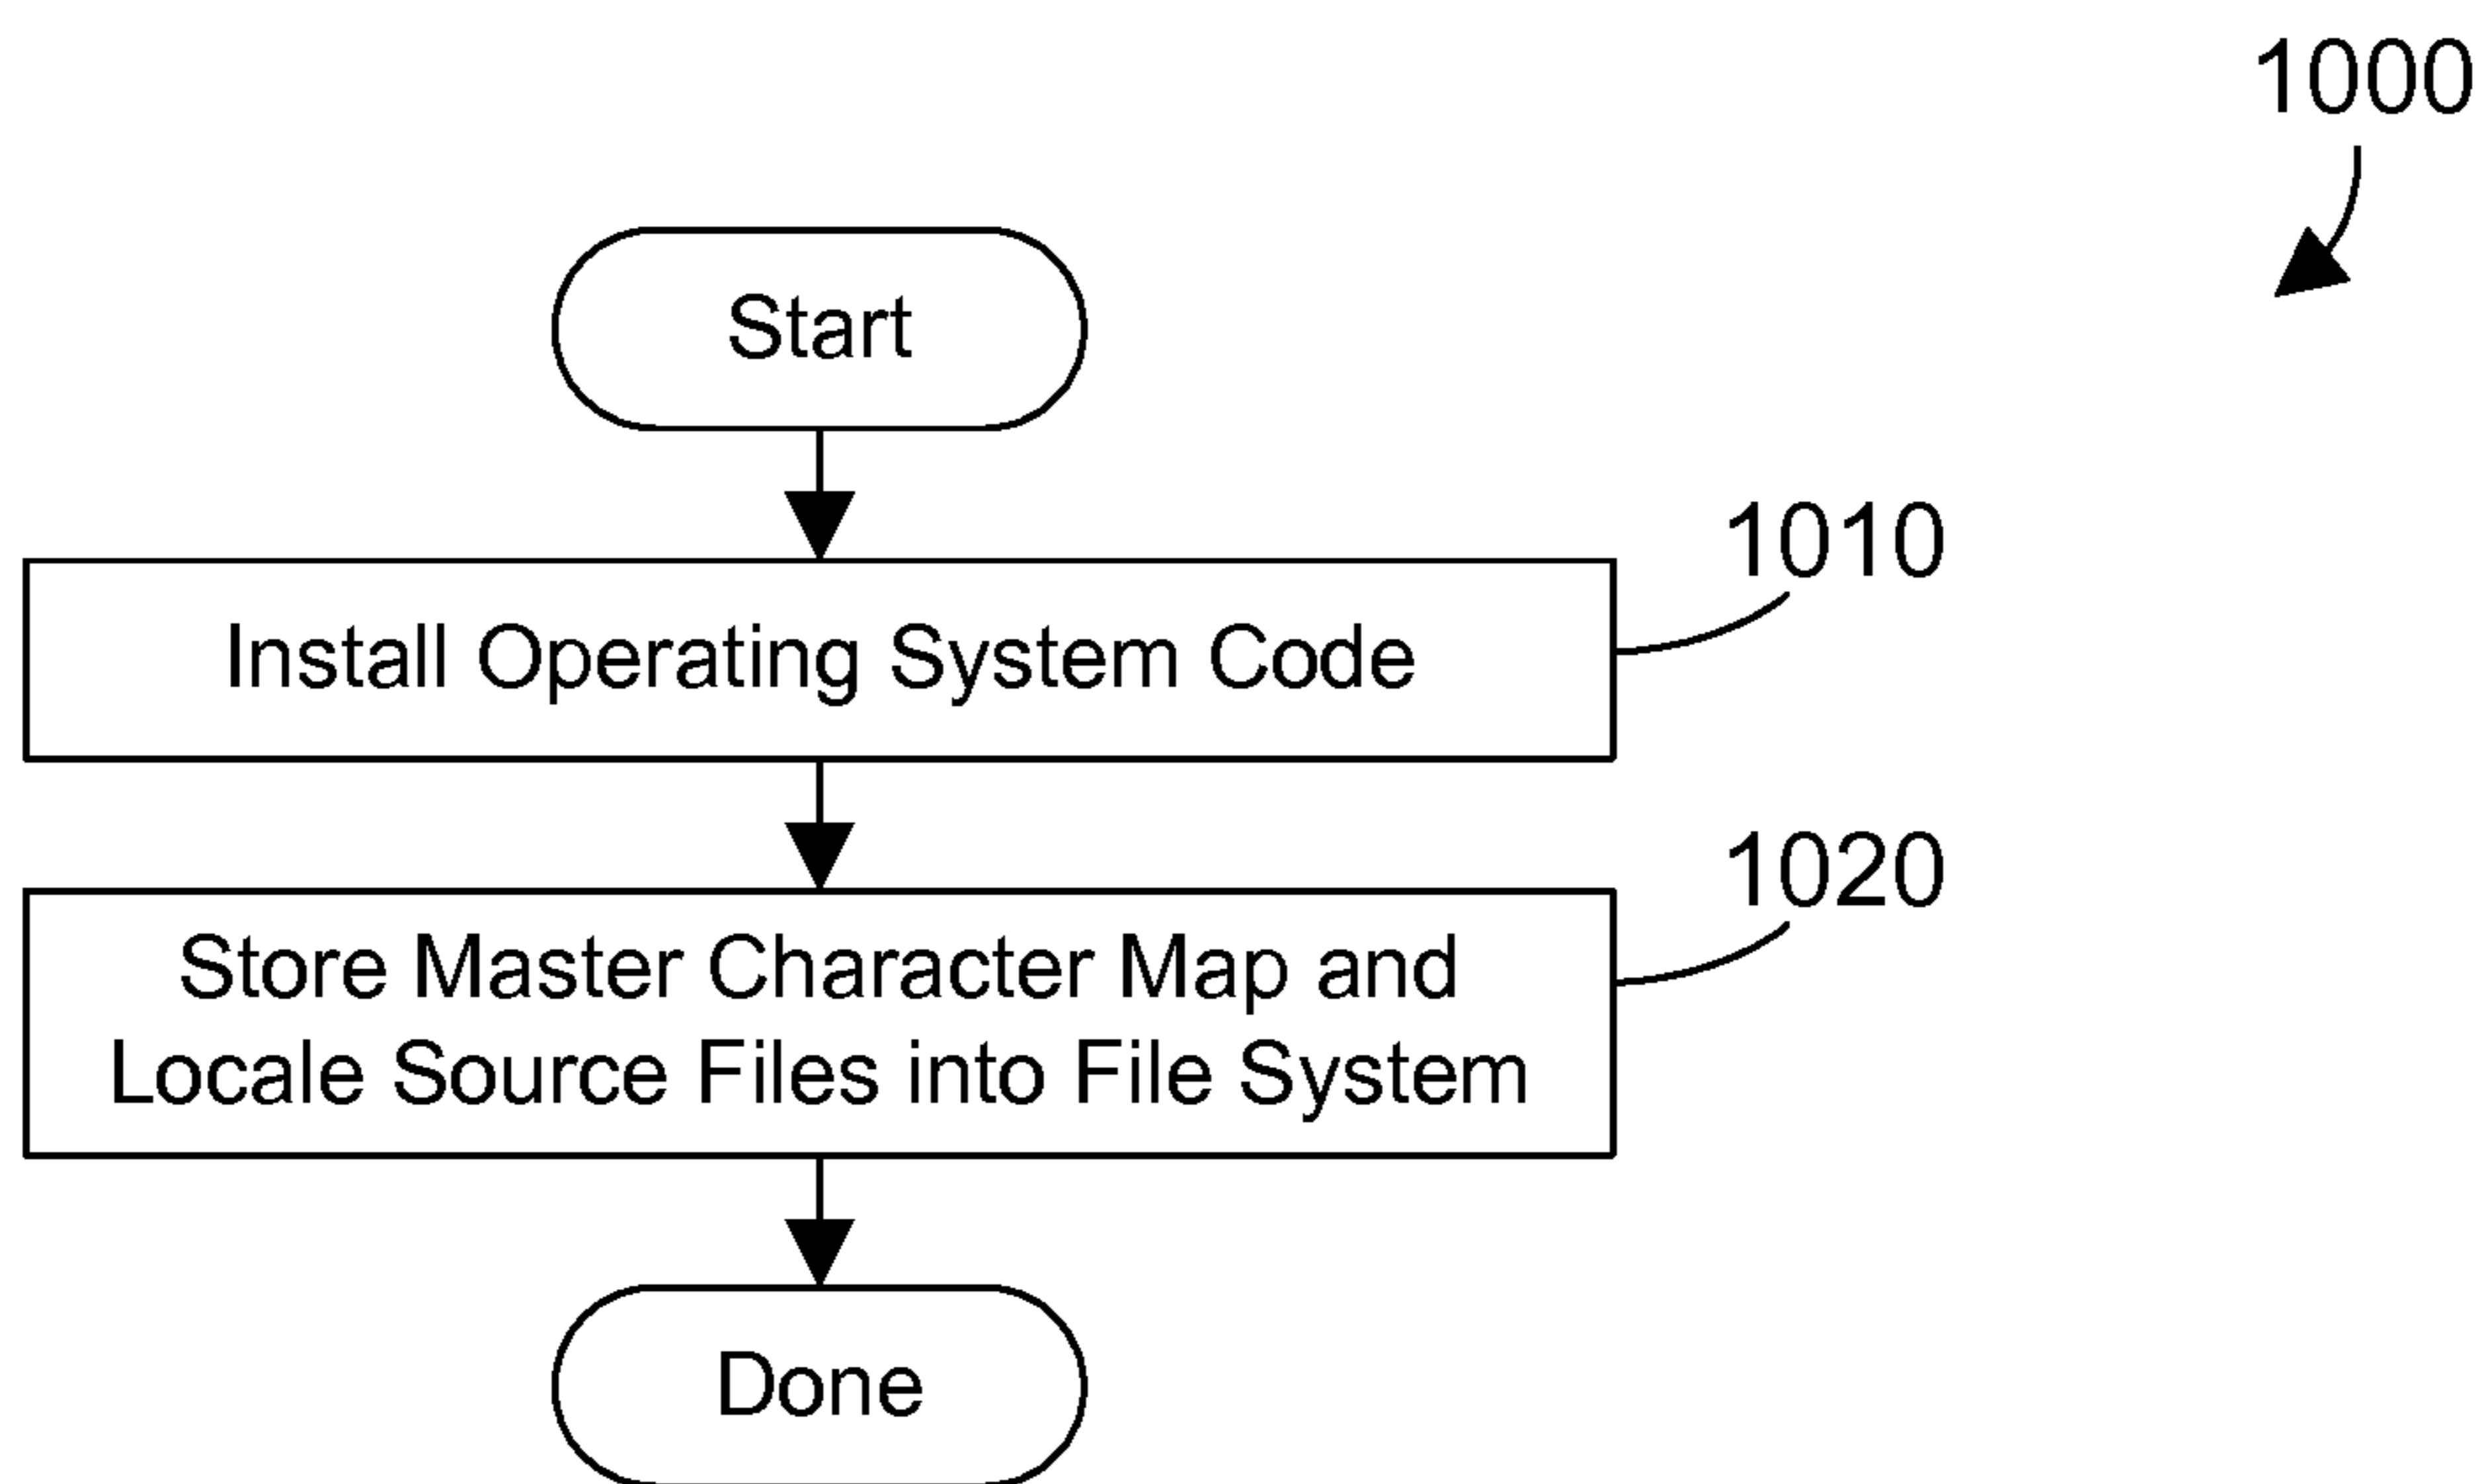 1000
Start
1010
Install Operating System Code
1020
Store Master Character Map and
Locale Source Files into File System
Done